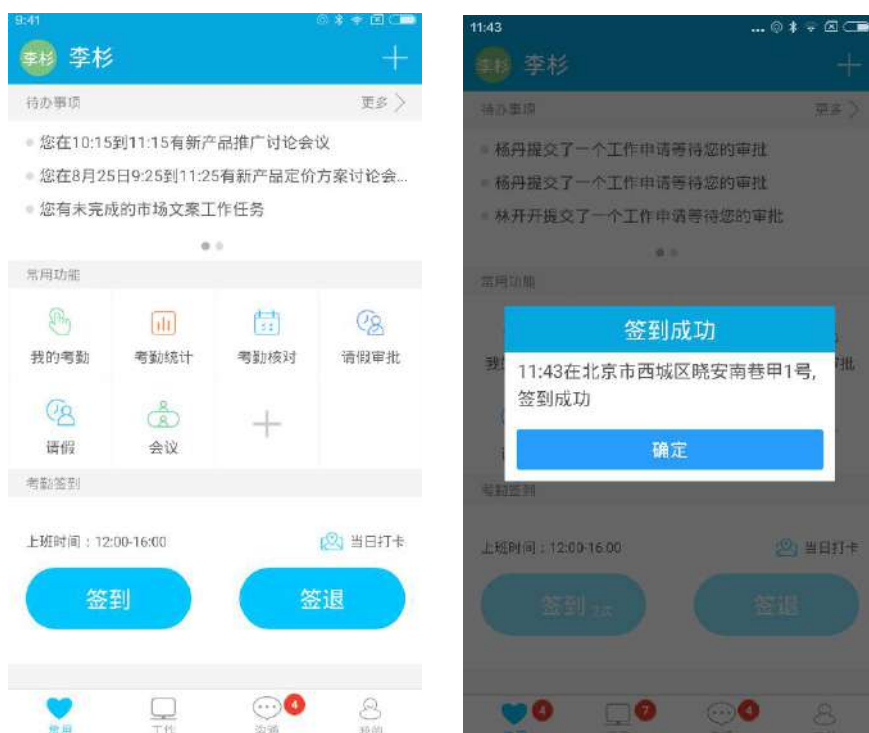 9:41
李杉 李杉
待办事项 更多
您在10:15到11:15有新产品推广讨论会议
您在8月25日9:25到11:25有新产品定价方案讨论会...
您有未完成的市场文案工作任务
常用功能
我的考勤 考勤统计 考勤核对 请假审批
请假 会议
考勤签到
上班时间：12:00-16:00 当日打卡
签到 签退
4
常用 工作 沟通 我的
11:43
李杉 李杉
待办事项 更多
杨丹提交了一个工作申请等待您的审批
杨丹提交了一个工作申请等待您的审批
林开开提交了一个工作申请等待您的审批
常用功能
签到成功
11:43在北京市西城区晓安南巷甲1号,
签到成功
确定
考勤签到
上班时间：12:00-16:00 当日打卡
签到 签退
4 7 4